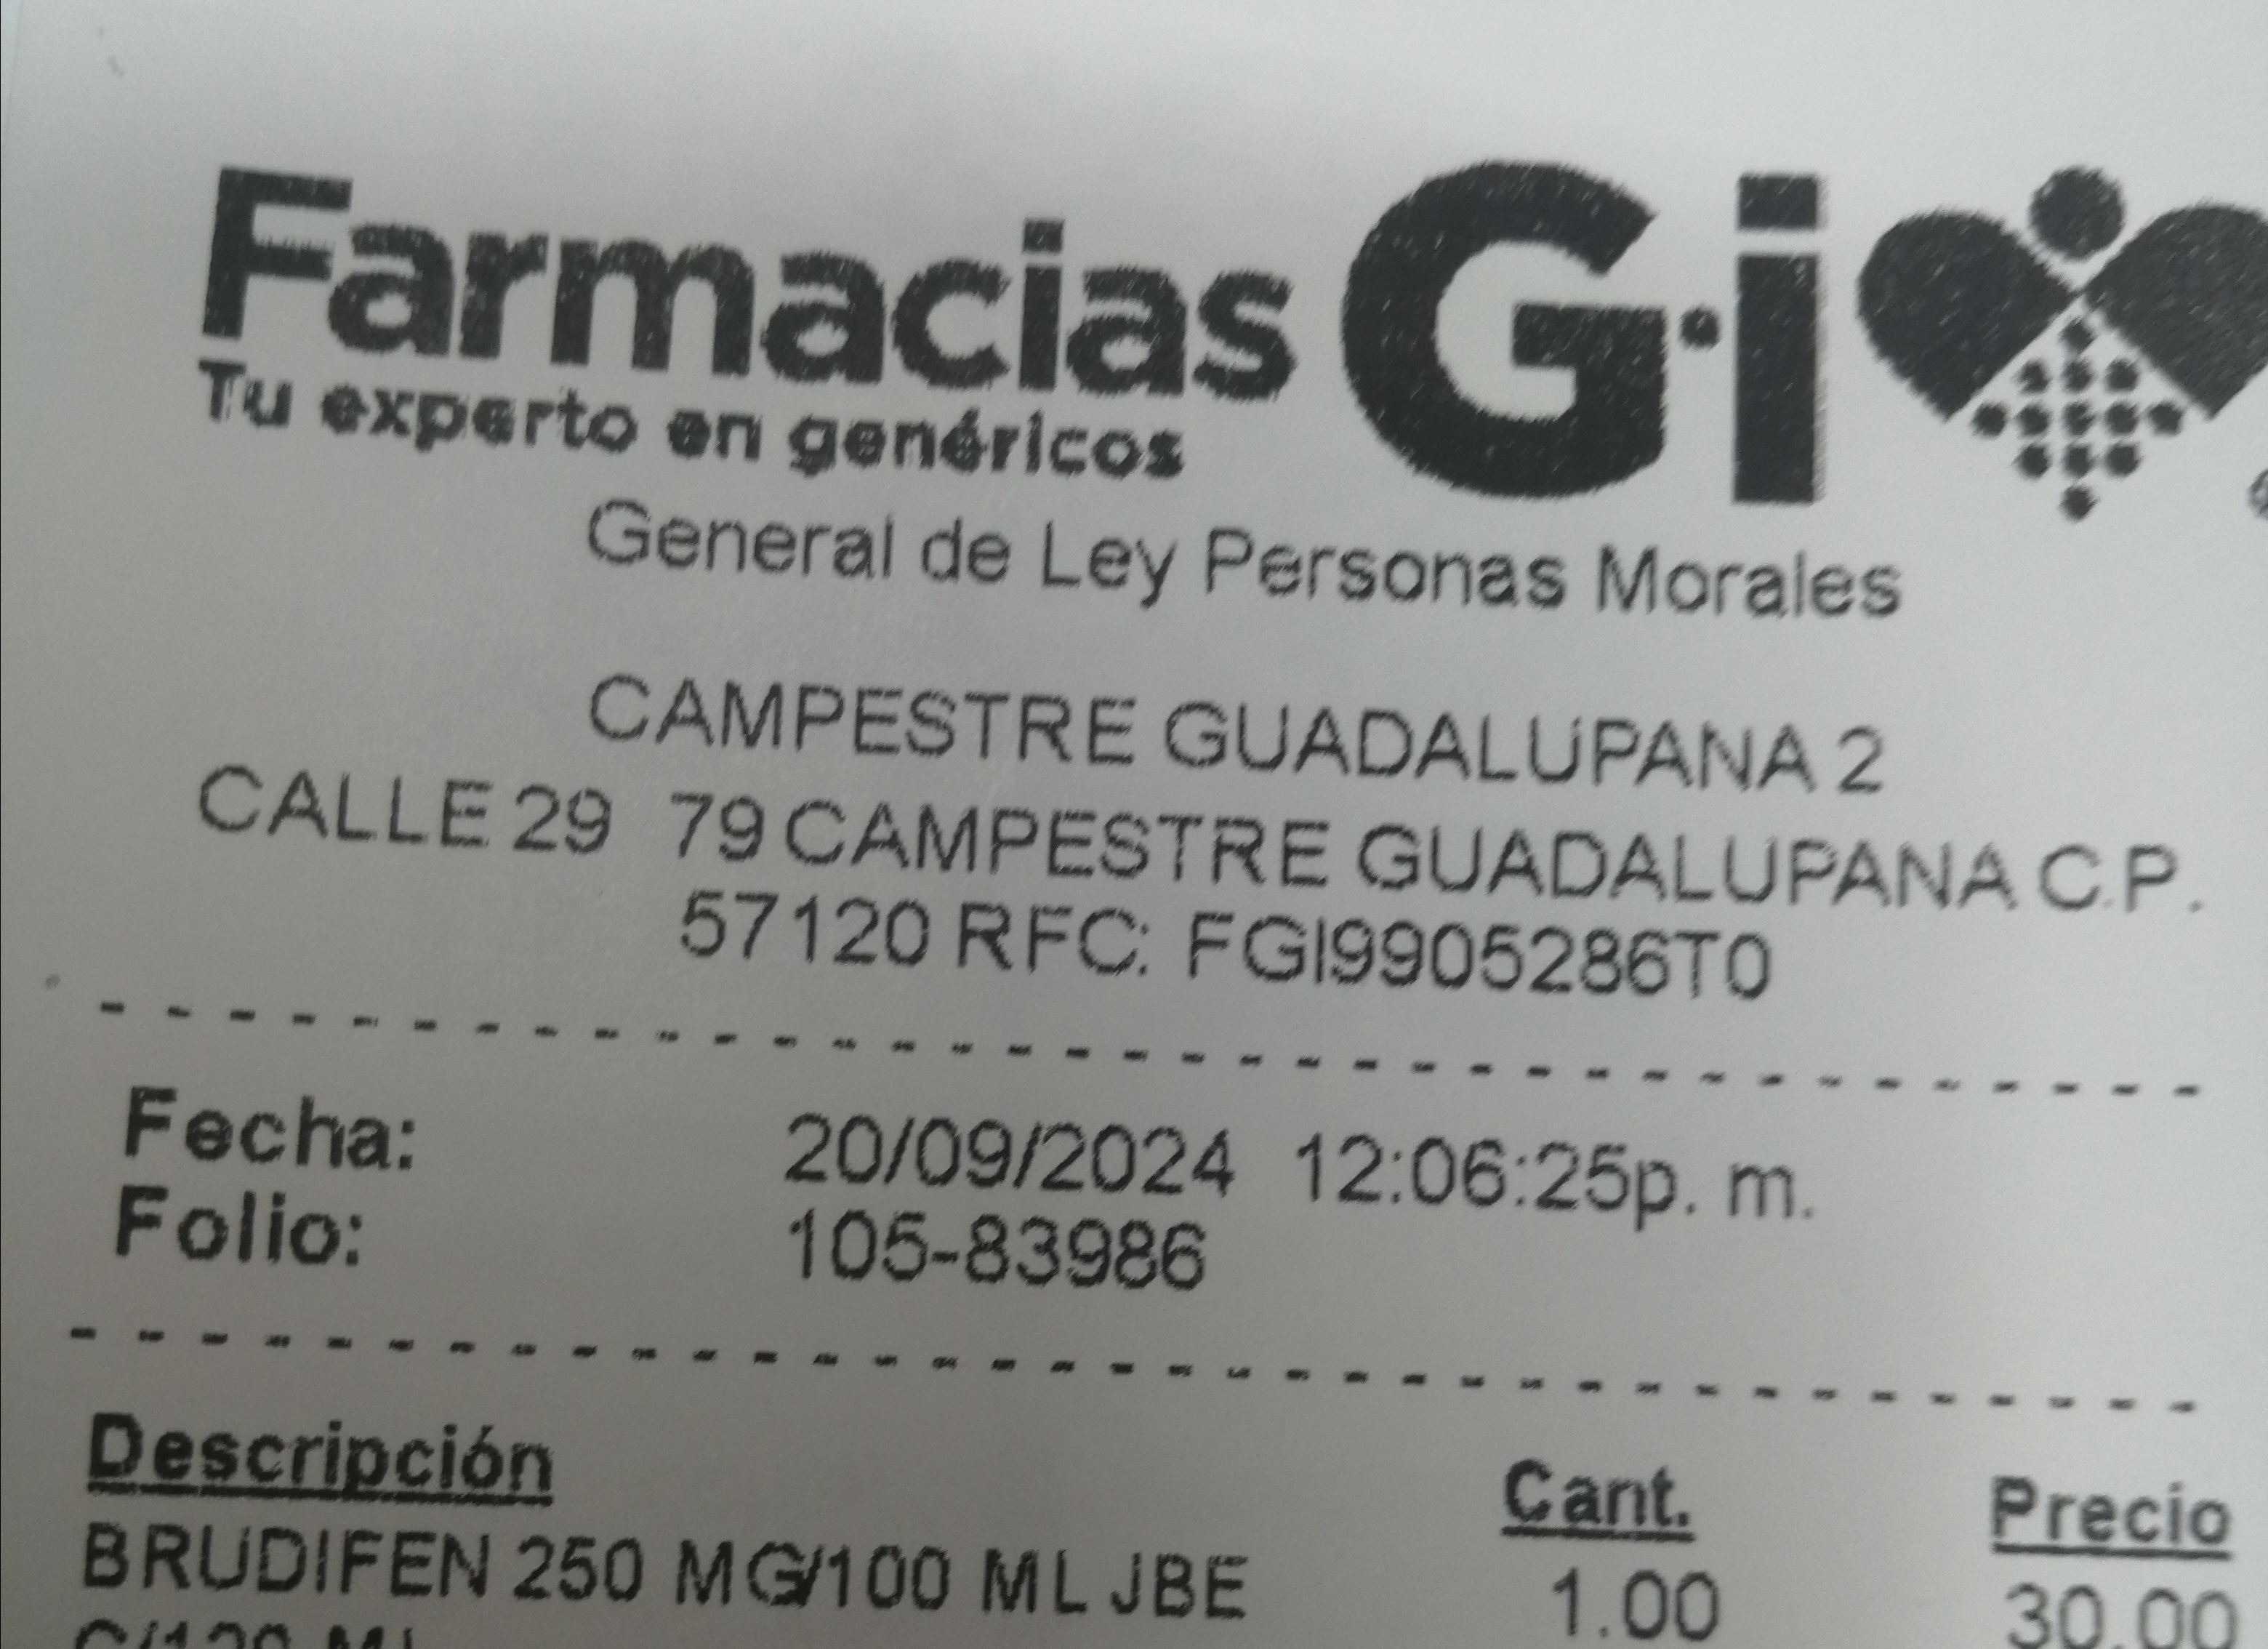 Farmacias G·i
Tu experto en genéricos
General de Ley Personas Morales
CAMPESTRE GUADALUPANA 2
CALLE 29 79 CAMPESTRE GUADALUPANA C.P.
57120 RFC: FGI9905286T0
Fecha: 20/09/2024 12:06:25p. m.
Folio: 105-83986
Descripción Cant. Precio
BRUDIFEN 250 MG/100 ML JBE 1.00 30.00
C/120 ML